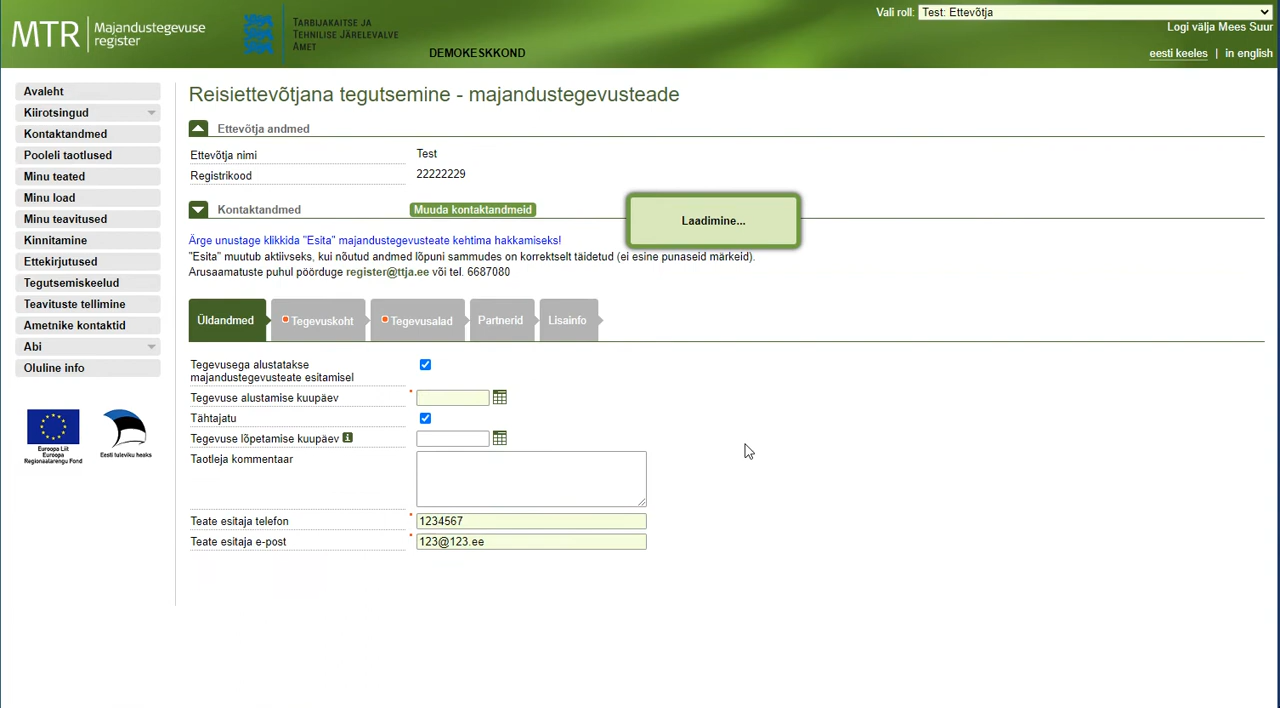 MTR
Majandustegevuse
register
TARBIJAKAITSE JA
TEHNILISE JÄRELEVALVE
AMET
DEMOKESKKOND
Vali roll: Test: Ettevõtja
Logi välja Mees Suur
eesti keeles | in english
Avaleht
Kiirotsingud
Kontaktandmed
Pooleli taotlused
Minu teated
Minu load
Minu teavitused
Kinnitamine
Ettekirjutused
Tegutsemiskeelud
Teavituste tellimine
Ametnike kontaktid
Abi
Oluline info
Euroopa Liit
Euroopa
Regionaalarengu Fond
Eesti tuleviku heaks
Reisiettevõtjana tegutsemine - majandustegevusteade
Ettevõtja andmed
Ettevõtja nimi Test
Registrikood 22222229
Kontaktandmed Muuda kontaktandmeid
Laadimine...
Ärge unustage klikkida "Esita" majandustegevusteate kehtima hakkamiseks!
"Esita" muutub aktiivseks, kui nõutud andmed lõpuni sammudes on korrektselt täidetud (ei esine punaseid märkeid).
Arusaamatuste puhul pöörduge register@ttja.ee või tel. 6687080
Üldandmed Tegevuskoht Tegevusalad Partnerid Lisainfo
Tegevusega alustatakse
majandustegevusteate esitamisel
Tegevuse alustamise kuupäev *
Tähtajatu
Tegevuse lõpetamise kuupäev i
Taotleja kommentaar
Teate esitaja telefon * 1234567
Teate esitaja e-post * 123@123.ee